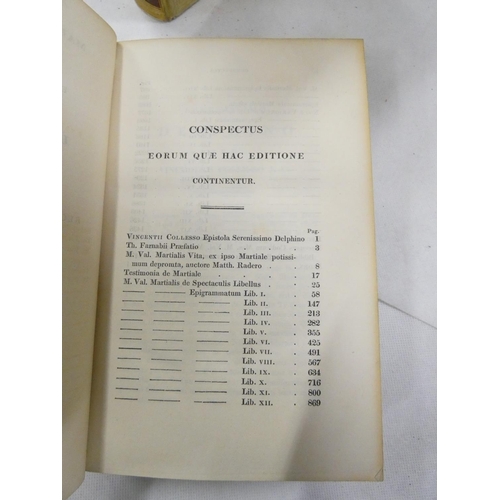 CONSPECTUS
EORUM QUÆ HAC EDITIONE
CONTINENTUR.
Pag.
VINCENTII COLLESSO Epistola Serenissimo Delphino 1
Th. Farnabii Præfatio . . . . 3
M. Val. Martialis Vita, ex ipso Martiale potissi-
mum depromta, auctore Matth. Radero . . 8
Testimonia de Martiale . . . . 17
M. Val. Martialis de Spectaculis Libellus . . 25
—— —— Epigrammatum Lib. I. . 58
—— —— —— Lib. II. . 147
—— —— —— Lib. III. . 213
—— —— —— Lib. IV. . 282
—— —— —— Lib. V. . 355
—— —— —— Lib. VI. . 425
—— —— —— Lib. VII. . 491
—— —— —— Lib. VIII. . 567
—— —— —— Lib. IX. . 634
—— —— —— Lib. X. . 716
—— —— —— Lib. XI. . 800
—— —— —— Lib. XII. . 869